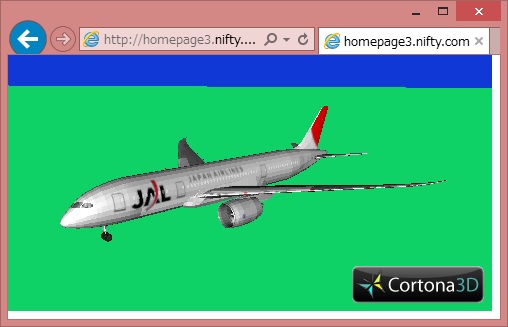 http://homepage3.nifty....
homepage3.nifty.com
JAPAN AIRLINES
JAL
Cortona3D